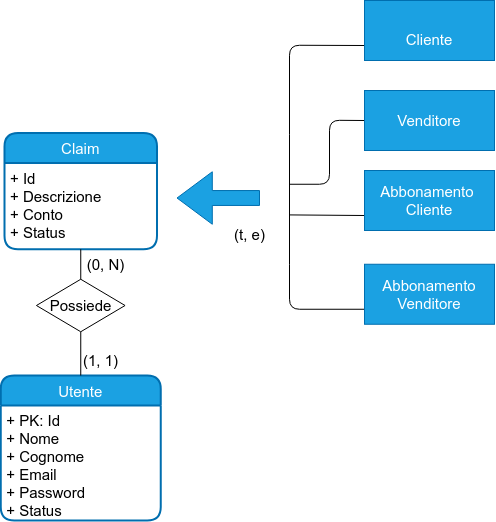 Cliente
Venditore
Abbonamento
Cliente
Abbonamento
Venditore
(t, e)
Claim
+ Id
+ Descrizione
+ Conto
+ Status
(0, N)
Possiede
(1, 1)
Utente
+ PK: Id
+ Nome
+ Cognome
+ Email
+ Password
+ Status